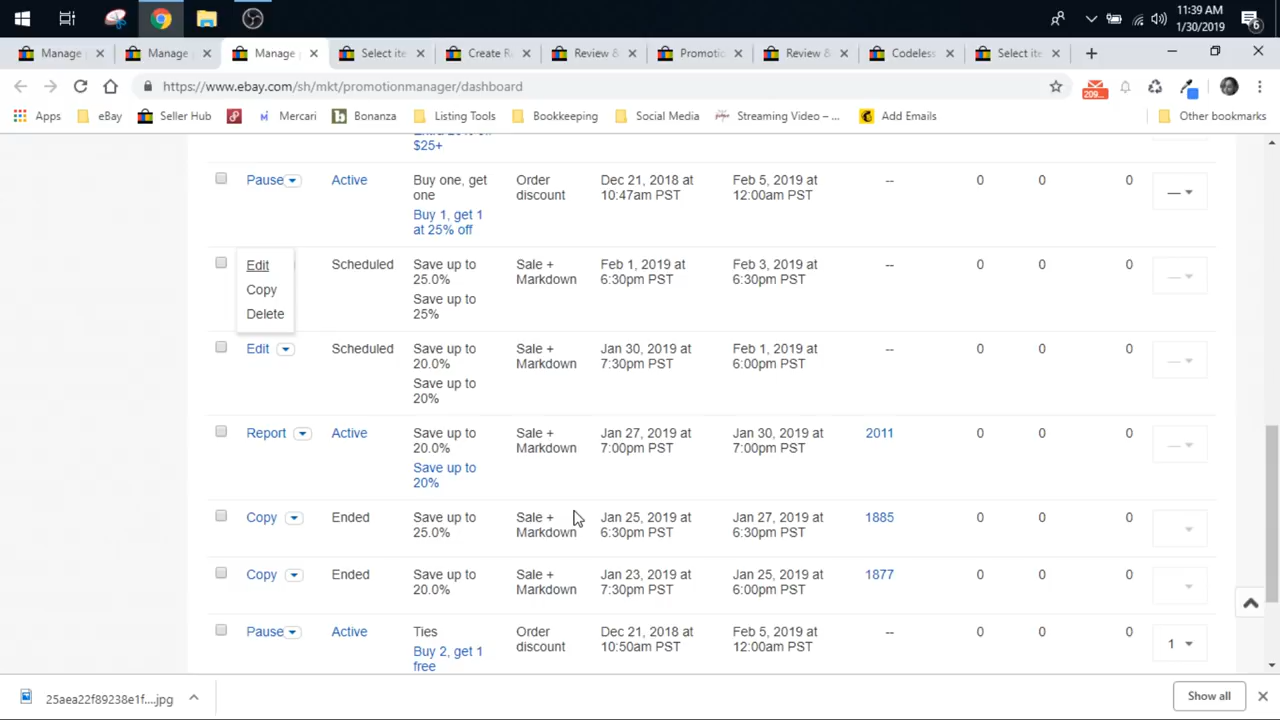 11:39 AM
1/30/2019
6
Manage
Manage
Manage
Select ite
Create R
Review &
Promotic
Review &
Codeless
Select ite
https://www.ebay.com/sh/mkt/promotionmanager/dashboard
209...
Apps
eBay
Seller Hub
Mercari
Bonanza
Listing Tools
Bookkeeping
Social Media
Streaming Video – ...
Add Emails
Other bookmarks
$25+
Pause Active Buy one, get Order Dec 21, 2018 at Feb 5, 2019 at -- 0 0 0 —
one discount 10:47am PST 12:00am PST
Buy 1, get 1
at 25% off
Edit Scheduled Save up to Sale + Feb 1, 2019 at Feb 3, 2019 at -- 0 0 0 —
25.0% Markdown 6:30pm PST 6:30pm PST
Copy
Save up to
25%
Delete
Edit Scheduled Save up to Sale + Jan 30, 2019 at Feb 1, 2019 at -- 0 0 0 —
20.0% Markdown 7:30pm PST 6:00pm PST
Save up to
20%
Report Active Save up to Sale + Jan 27, 2019 at Jan 30, 2019 at 2011 0 0 0 —
20.0% Markdown 7:00pm PST 7:00pm PST
Save up to
20%
Copy Ended Save up to Sale + Jan 25, 2019 at Jan 27, 2019 at 1885 0 0 0
25.0% Markdown 6:30pm PST 6:30pm PST
Copy Ended Save up to Sale + Jan 23, 2019 at Jan 25, 2019 at 1877 0 0 0
20.0% Markdown 7:30pm PST 6:00pm PST
Pause Active Ties Order Dec 21, 2018 at Feb 5, 2019 at -- 0 0 0 1
discount 10:50am PST 12:00am PST
Buy 2, get 1
free
25aea22f89238e1f....jpg
Show all